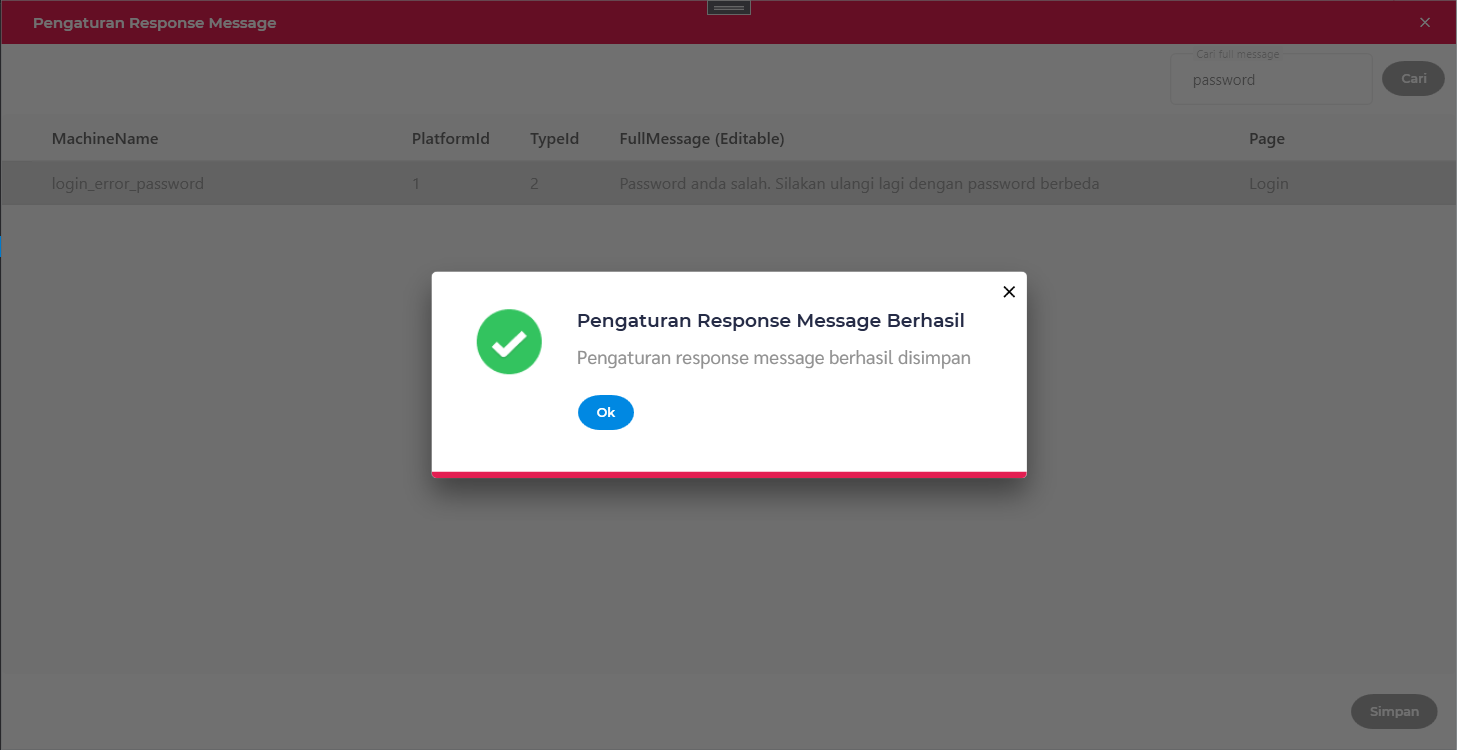 Pengaturan Response Message
Cari full message
password
Cari
MachineName PlatformId TypeId FullMessage (Editable) Page
login_error_password 1 2 Password anda salah. Silakan ulangi lagi dengan password berbeda Login
Pengaturan Response Message Berhasil
Pengaturan response message berhasil disimpan
Ok
Simpan